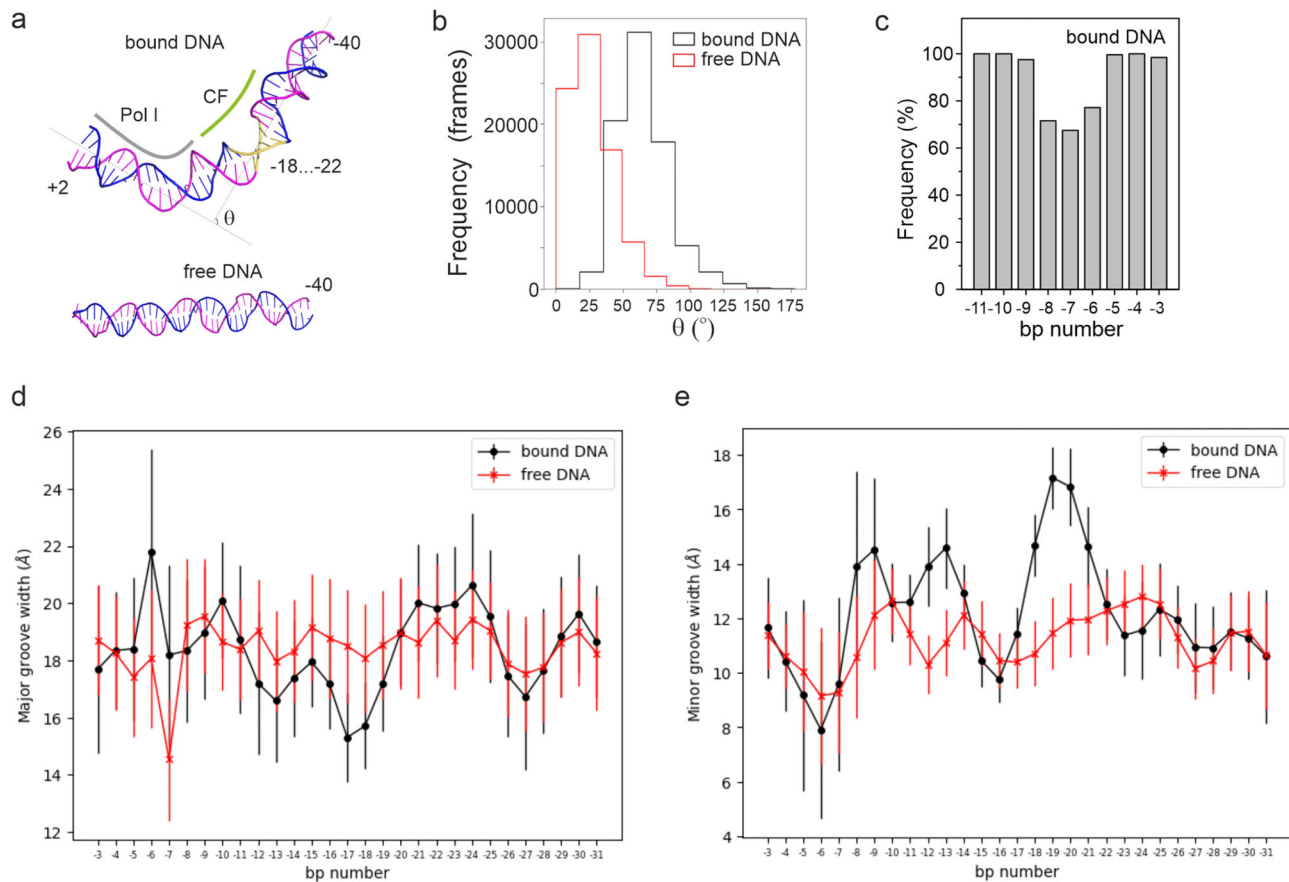 a
bound DNA
-40
CF
Pol I
+2
-18...-22
θ
free DNA
-40
b
bound DNA
free DNA
Frequency (frames)
30000
20000
10000
0
0 25 50 75 100 125 150 175
θ (°)
c
bound DNA
Frequency (%)
100
80
60
40
20
0
-11 -10 -9 -8 -7 -6 -5 -4 -3
bp number
d
bound DNA
free DNA
Major groove width (Å)
26
24
22
20
18
16
14
12
-3 -4 -5 -6 -7 -8 -9 -10 -11 -12 -13 -14 -15 -16 -17 -18 -19 -20 -21 -22 -23 -24 -25 -26 -27 -28 -29 -30 -31
bp number
e
bound DNA
free DNA
Minor groove width (Å)
18
16
14
12
10
8
6
4
-3 -4 -5 -6 -7 -8 -9 -10 -11 -12 -13 -14 -15 -16 -17 -18 -19 -20 -21 -22 -23 -24 -25 -26 -27 -28 -29 -30 -31
bp number